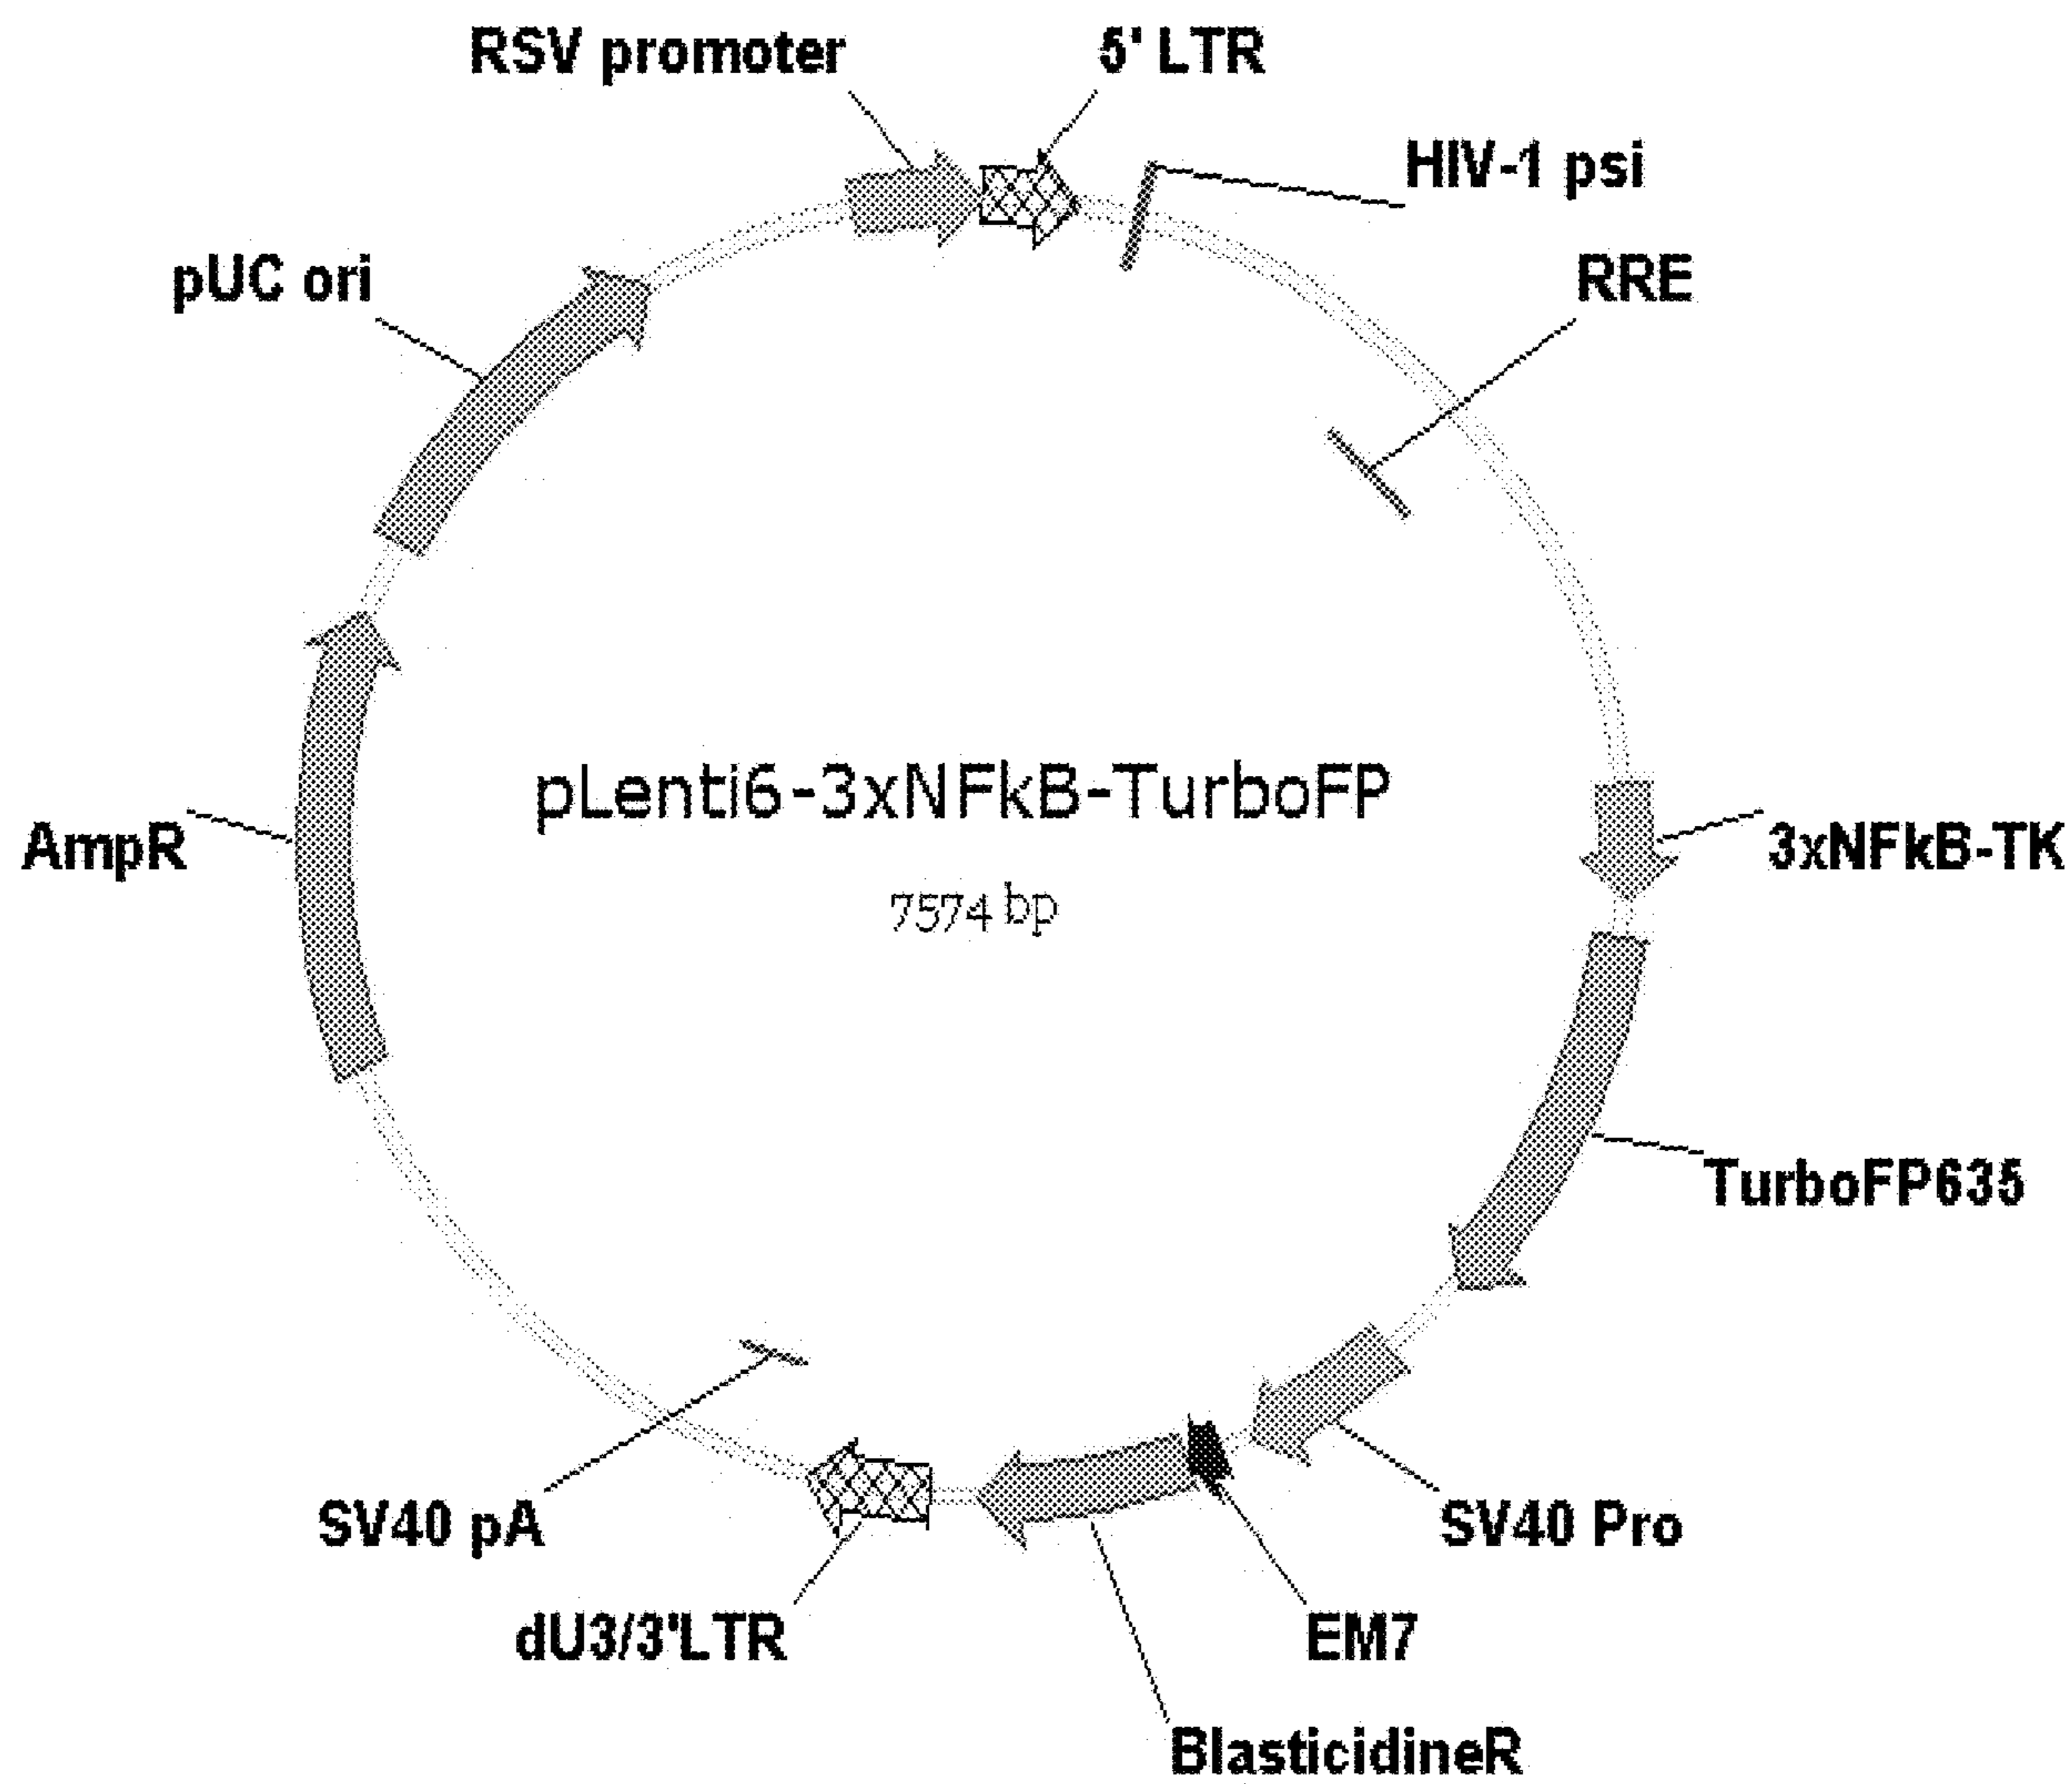 RSV promoter
5' LTR
HIV-1 psi
pUC ori
RRE
pLenti6-3xNFkB-TurboFP
7574 bp
AmpR
3xNFkB-TK
TurboFP635
SV40 pA
SV40 Pro
dU3/3'LTR
EM7
BlasticidineR